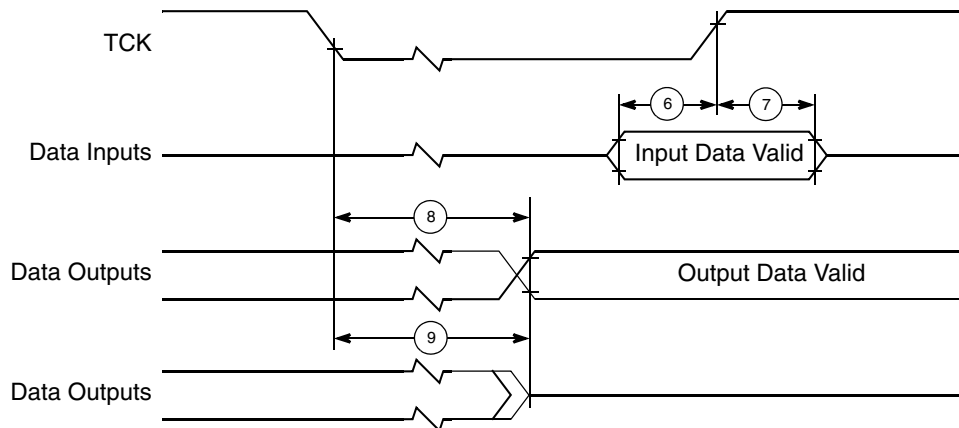 TCK
6
7
Data Inputs
Input Data Valid
8
Data Outputs
Output Data Valid
9
Data Outputs